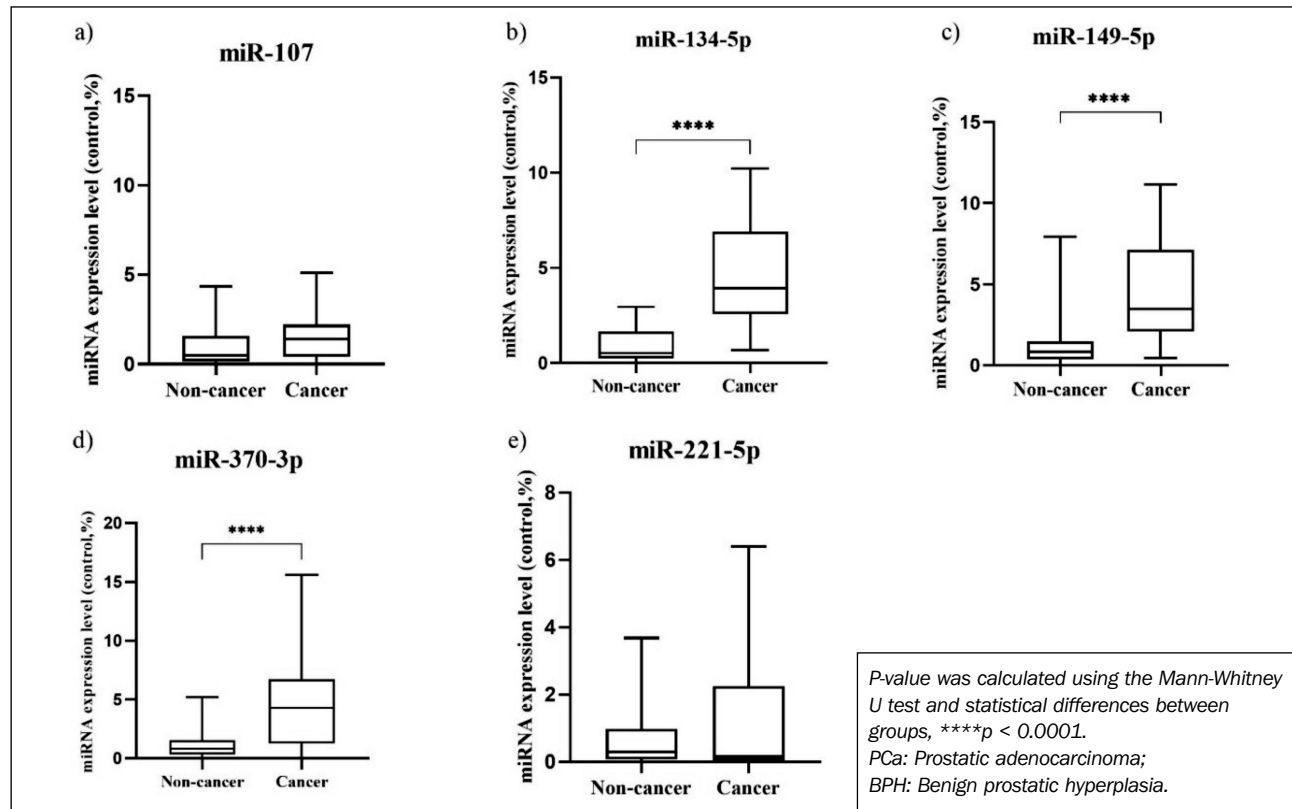 a)
miR-107
miRNA expression level (control,%)
15
10
5
0
Non-cancer
Cancer
b)
miR-134-5p
miRNA expression level (control,%)
15
10
5
0
****
Non-cancer
Cancer
c)
miR-149-5p
miRNA expression level (control,%)
15
10
5
0
****
Non-cancer
Cancer
d)
miR-370-3p
miRNA expression level (control,%)
20
15
10
5
0
****
Non-cancer
Cancer
e)
miR-221-5p
miRNA expression level (control,%)
8
6
4
2
0
Non-cancer
Cancer
P-value was calculated using the Mann-Whitney
U test and statistical differences between
groups, ****p < 0.0001.
PCa: Prostatic adenocarcinoma;
BPH: Benign prostatic hyperplasia.